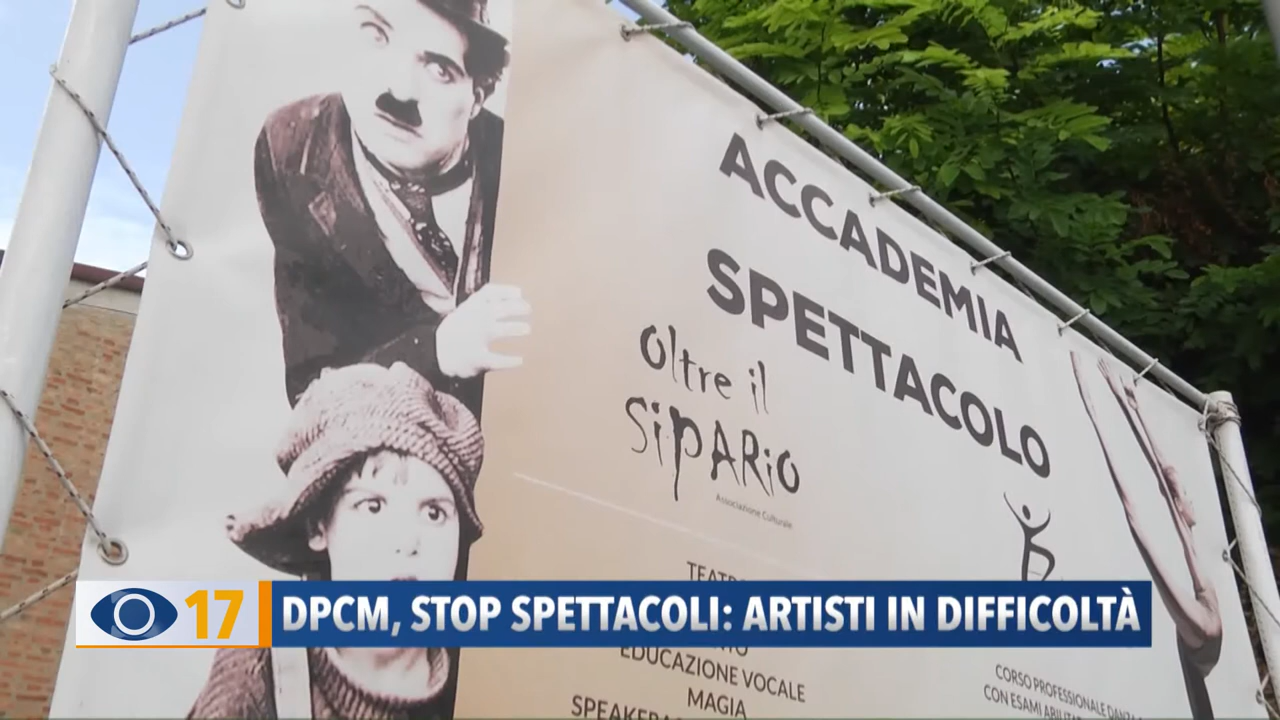 ACCADEMIA
SPETTACOLO
Oltre il
SiPARiO
Associazione Culturale
17
DPCM, STOP SPETTACOLI: ARTISTI IN DIFFICOLTÀ
EDUCAZIONE VOCALE
MAGIA
CORSO PROFESSIONALE DANZA
CON ESAMI